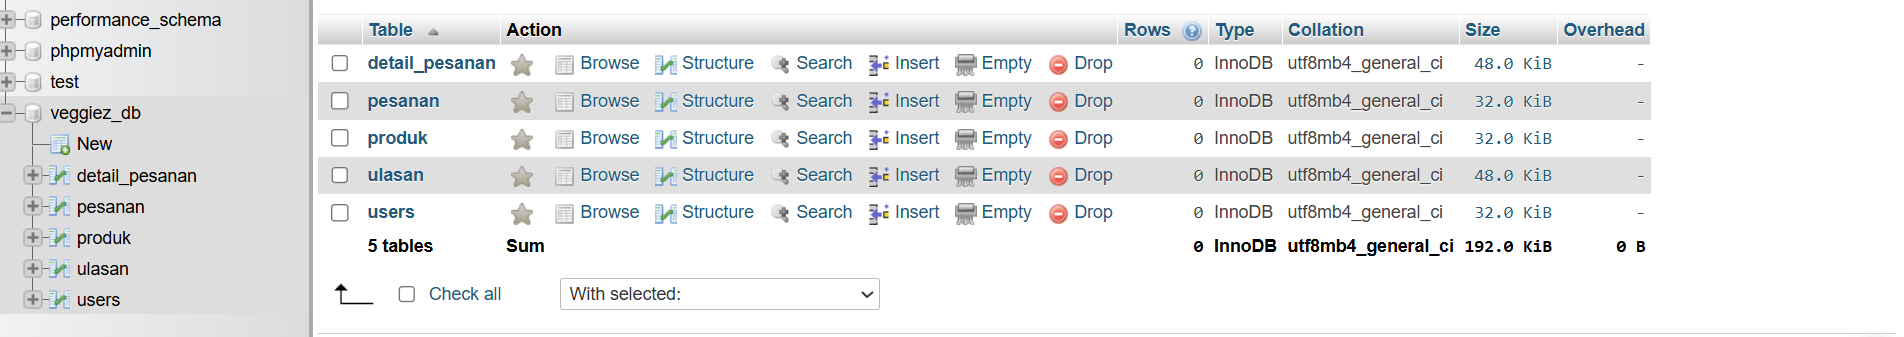 performance_schema
phpmyadmin
test
veggiez_db
New
detail_pesanan
pesanan
produk
ulasan
users
Table Action Rows Type Collation Size Overhead
detail_pesanan Browse Structure Search Insert Empty Drop 0 InnoDB utf8mb4_general_ci 48.0 KiB -
pesanan Browse Structure Search Insert Empty Drop 0 InnoDB utf8mb4_general_ci 32.0 KiB -
produk Browse Structure Search Insert Empty Drop 0 InnoDB utf8mb4_general_ci 32.0 KiB -
ulasan Browse Structure Search Insert Empty Drop 0 InnoDB utf8mb4_general_ci 48.0 KiB -
users Browse Structure Search Insert Empty Drop 0 InnoDB utf8mb4_general_ci 32.0 KiB -
5 tables Sum 0 InnoDB utf8mb4_general_ci 192.0 KiB 0 B
Check all With selected: